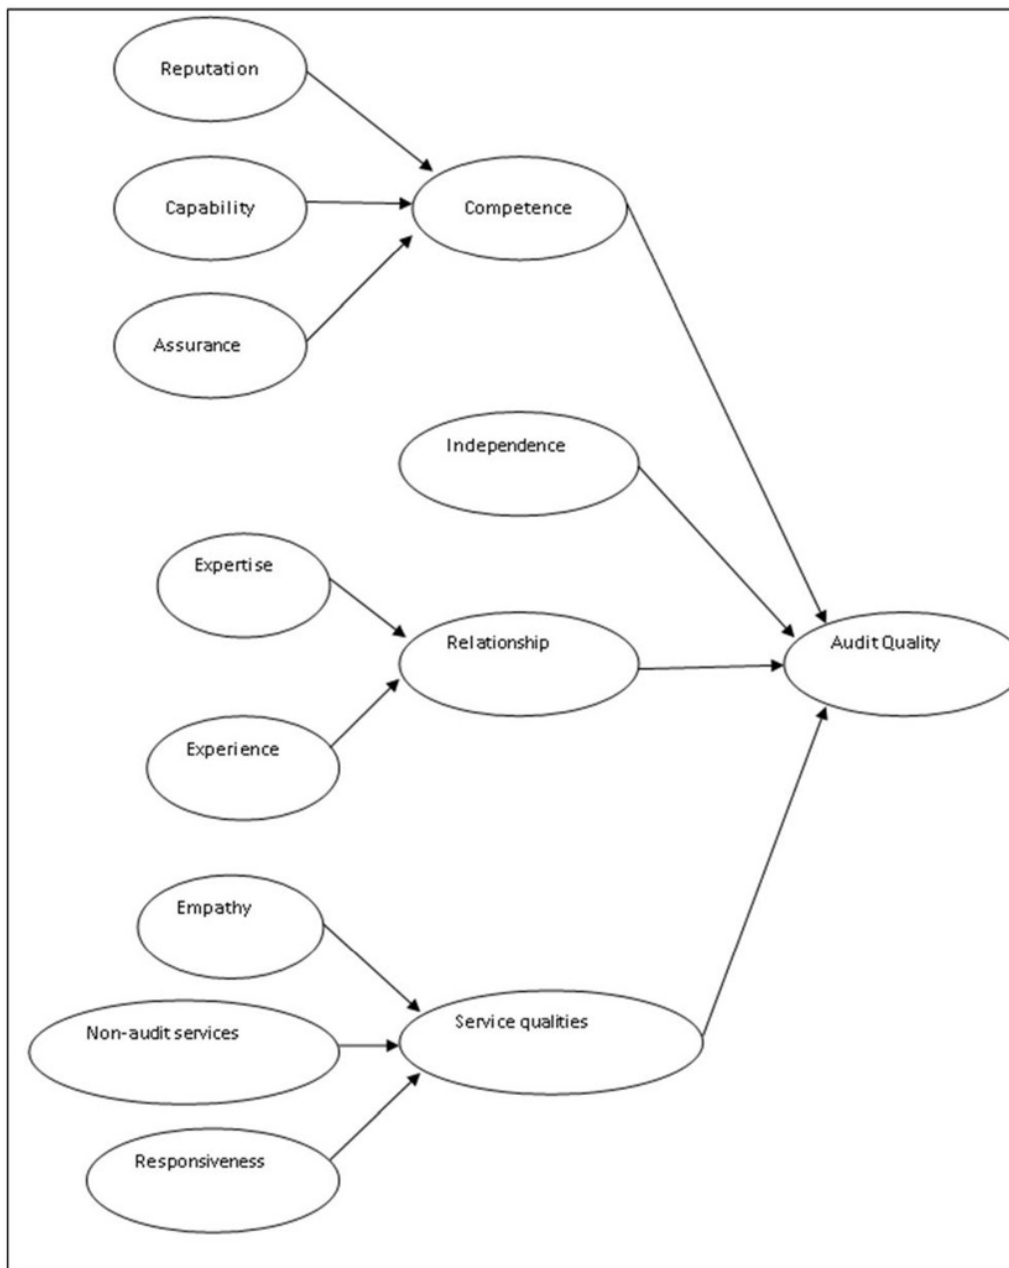 Reputation
Capability
Competence
Assurance
Independence
Expertise
Relationship
Audit Quality
Experience
Empathy
Service qualities
Non-audit services
Responsiveness